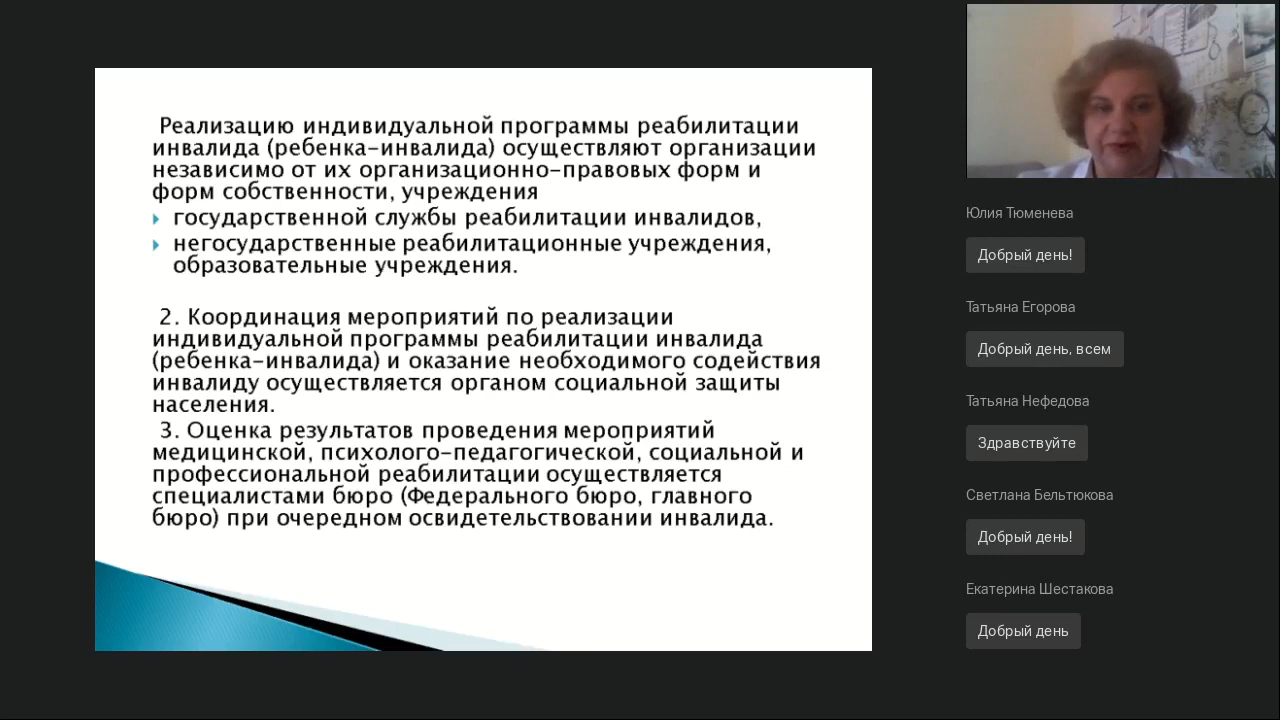 Реализацию индивидуальной программы реабилитации
инвалида (ребенка-инвалида) осуществляют организации
независимо от их организационно-правовых форм и
форм собственности, учреждения
государственной службы реабилитации инвалидов,
негосударственные реабилитационные учреждения,
образовательные учреждения.
2. Координация мероприятий по реализации
индивидуальной программы реабилитации инвалида
(ребенка-инвалида) и оказание необходимого содействия
инвалиду осуществляется органом социальной защиты
населения.
3. Оценка результатов проведения мероприятий
медицинской, психолого-педагогической, социальной и
профессиональной реабилитации осуществляется
специалистами бюро (Федерального бюро, главного
бюро) при очередном освидетельствовании инвалида.
Юлия Тюменева
Добрый день!
Татьяна Егорова
Добрый день, всем
Татьяна Нефедова
Здравствуйте
Светлана Бельтюкова
Добрый день!
Екатерина Шестакова
Добрый день